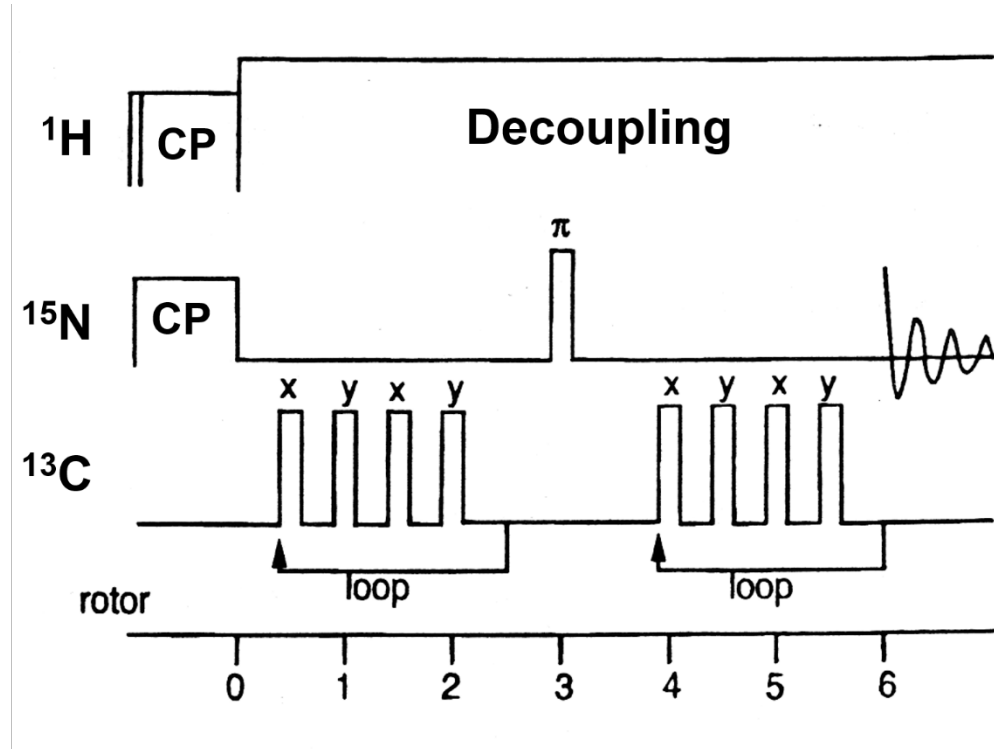 ¹H CP Decoupling
π
¹⁵N CP
x y x y x y x y
¹³C
loop loop
rotor
0 1 2 3 4 5 6